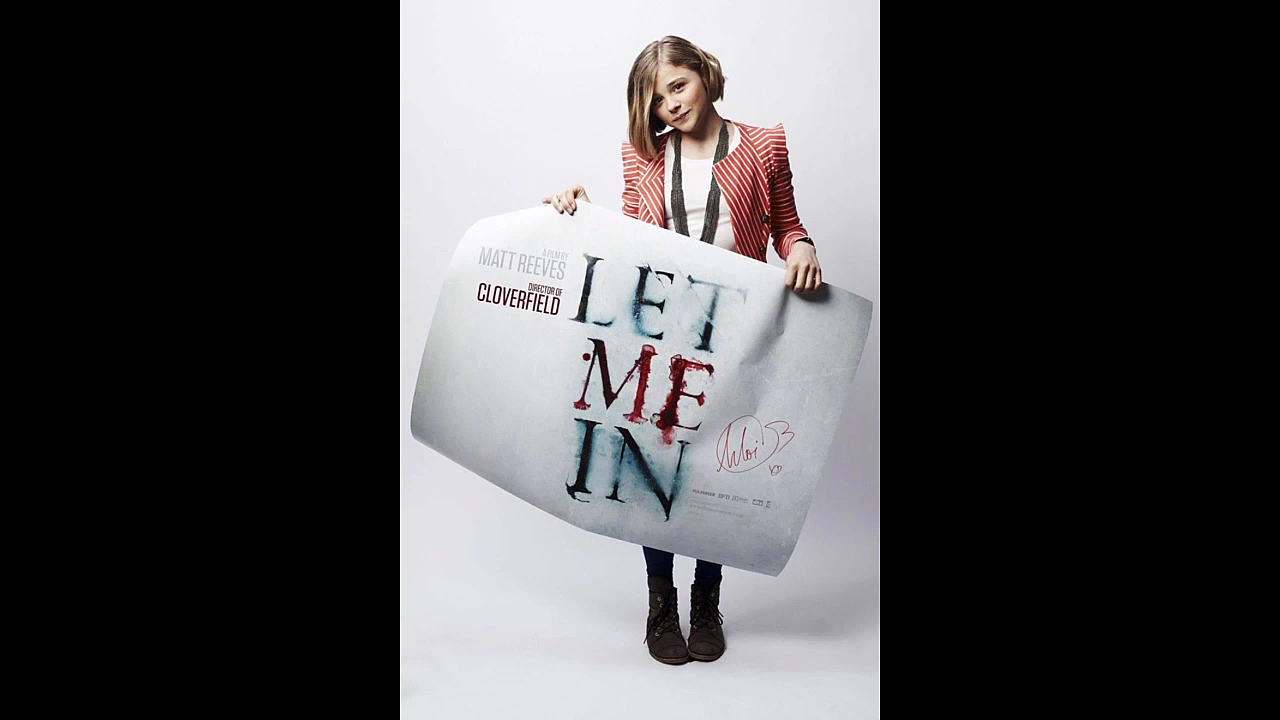 A FILM BY
MATT REEVES
DIRECTOR OF
CLOVERFIELD
LET
ME
IN